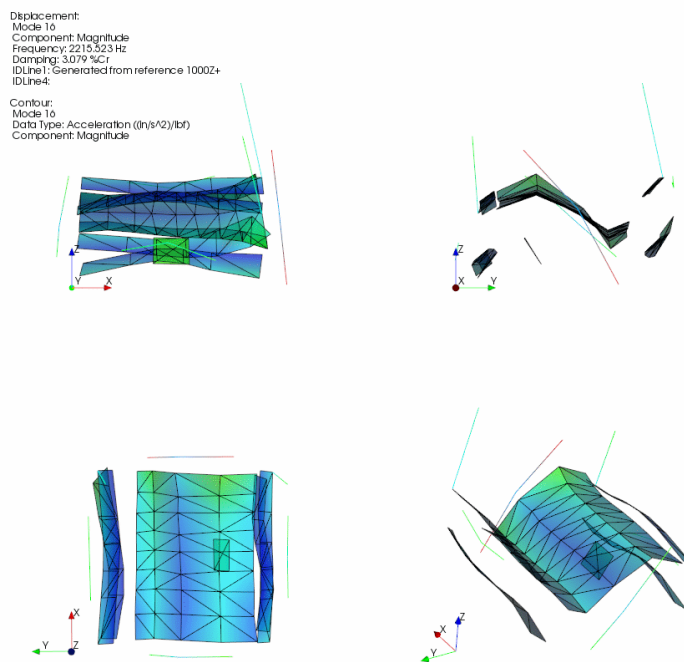 Displacement:
Mode 16
Component: Magnitude
Frequency: 2215.523 Hz
Damping: 3.079 %Cr
IDLine1: Generated from reference 1000Z+
IDLine4:
Contour:
Mode 16
Data Type: Acceleration ((in/s^2)/lbf)
Component: Magnitude
Z
Y
X
Z
X
Y
X
Y
Z
Z
X
Y